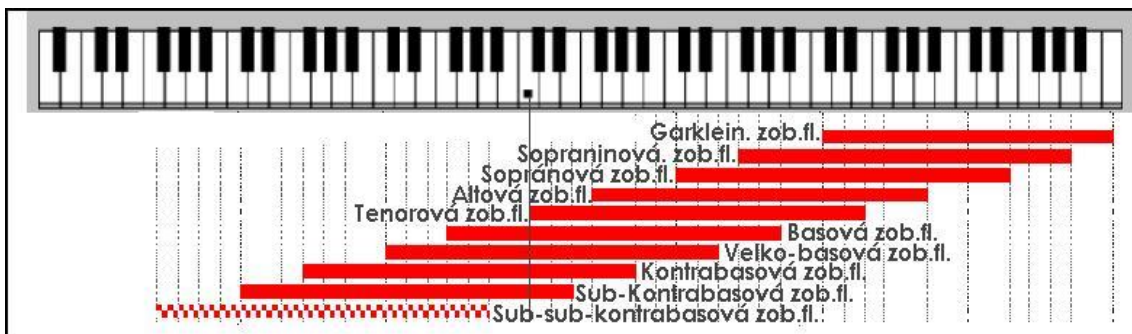 Garklein. zob.fl.
Sopraninová. zob.fl.
Sopránová zob.fl.
Altová zob.fl.
Tenorová zob.fl.
Basová zob.fl.
Velko-basová zob.fl.
Kontrabasová zob.fl.
Sub-Kontrabasová zob.fl.
Sub-sub-kontrabasová zob.fl.